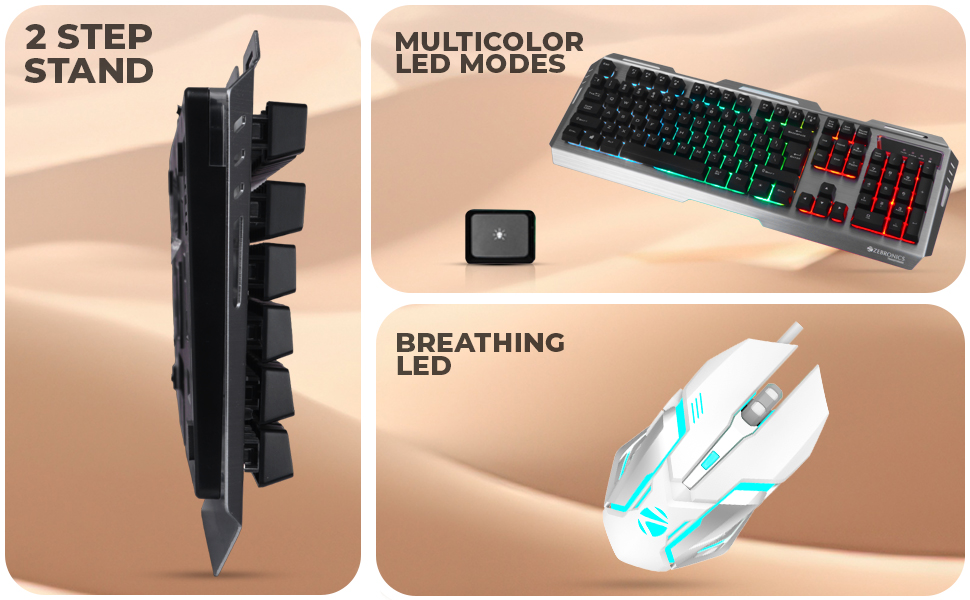 2 STEP
STAND
MULTICOLOR
LED MODES
ZEBRONICS
BREATHING
LED